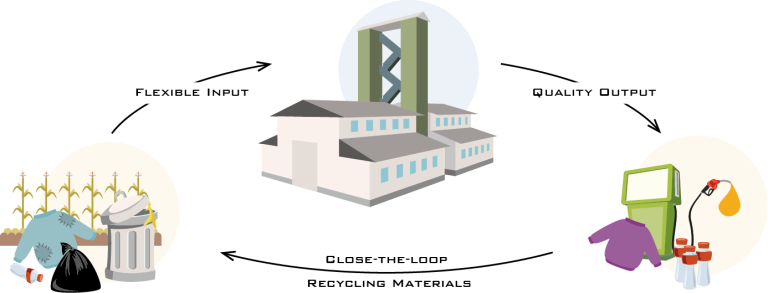 Flexible Input
Quality Output
Close-the-loop
Recycling Materials